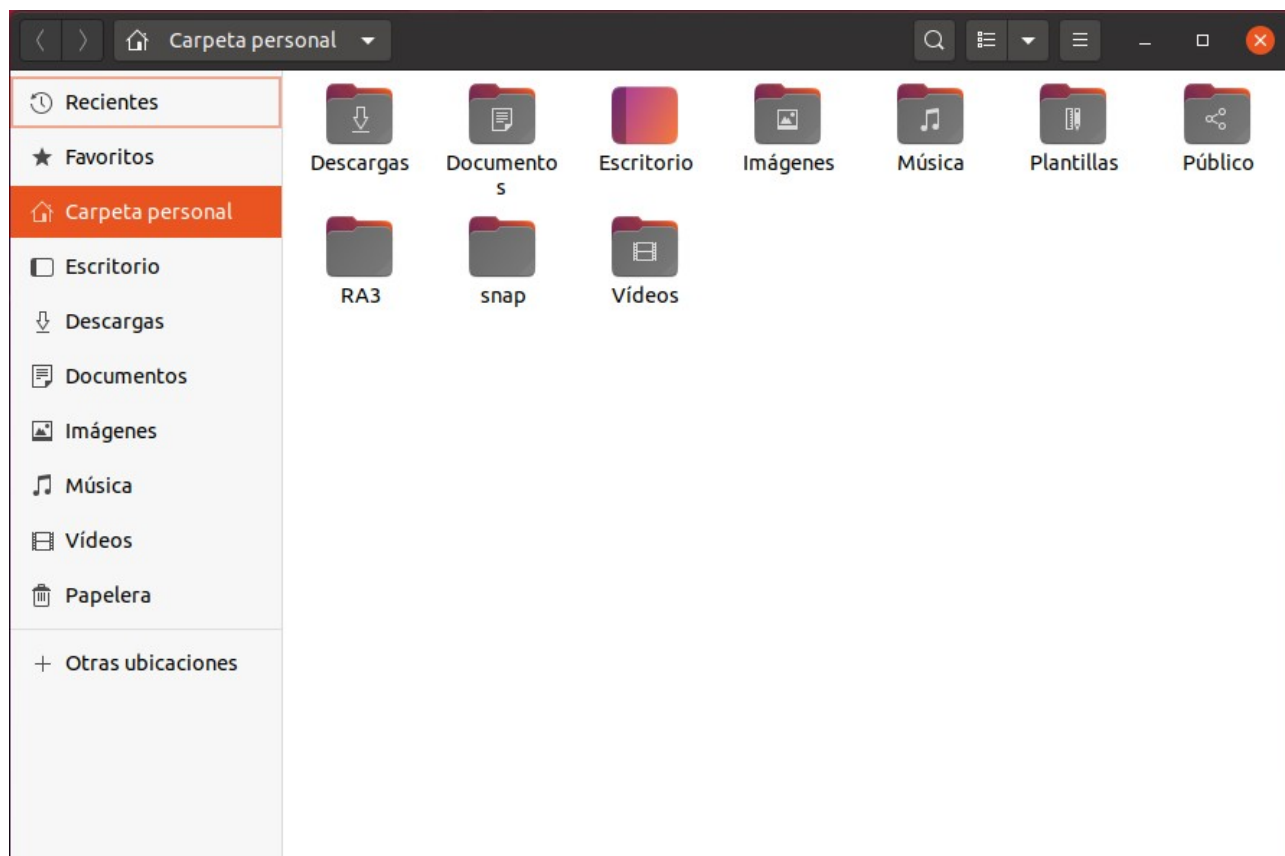 Carpeta personal
Recientes
Favoritos
Carpeta personal
Escritorio
Descargas
Documentos
Imágenes
Música
Vídeos
Papelera
Otras ubicaciones
Descargas
Documento
s
Escritorio
Imágenes
Música
Plantillas
Público
RA3
snap
Vídeos